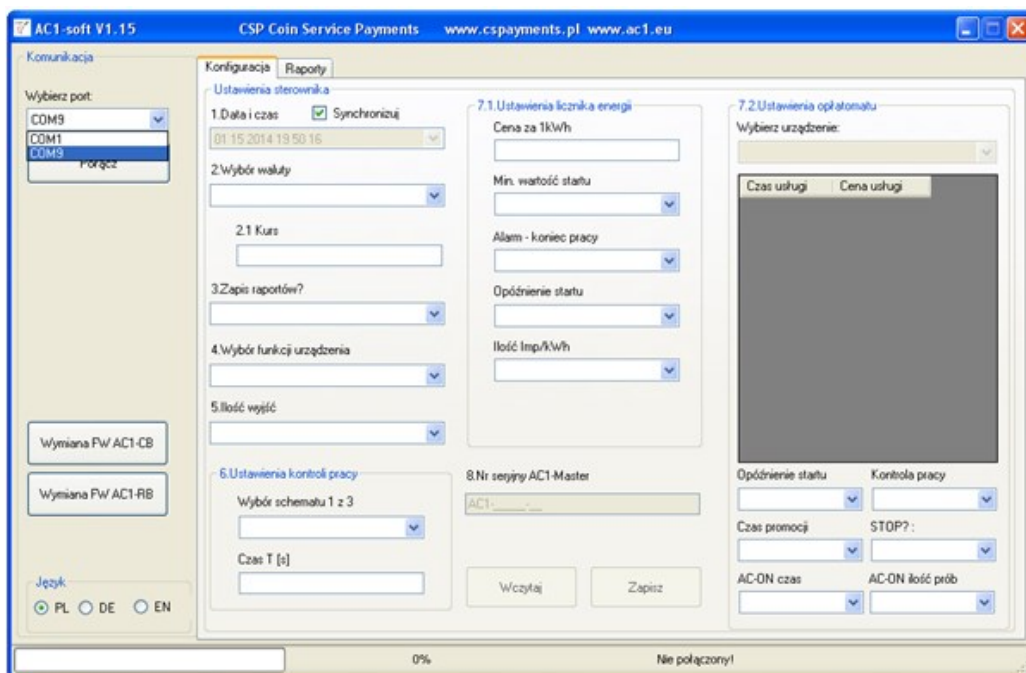 AC1-soft V1.15 CSP Coin Service Payments www.cspayments.pl www.ac1.eu
Komunikacja
Wybierz port:
COM9
COM1
COM9
Połącz
Wymiana FW AC1-CB
Wymiana FW AC1-RB
Język
PL DE EN
Konfiguracja Raporty
Ustawienia sterownika
1.Data i czas Synchronizuj
01 15 2014 19 50 16
2.Wybór waluty
2.1 Kurs
3.Zapis raportów?
4.Wybór funkcji urządzenia
5.Ilość wyjść
6.Ustawienia kontroli pracy
Wybór schematu 1 z 3
Czas T [s]
7.1.Ustawienia licznika energii
Cena za 1kWh
Min. wartość startu
Alarm - koniec pracy
Opóźnienie startu
Ilość Imp/kWh
8.Nr seryjny AC1-Master
AC1-_____-__
Wczytaj Zapisz
7.2.Ustawienia opłatomatu
Wybierz urządzenie:
Czas usługi Cena usługi
Opóźnienie startu Kontrola pracy
Czas promocji STOP? :
AC-ON czas AC-ON ilość prób
0% Nie połączony!